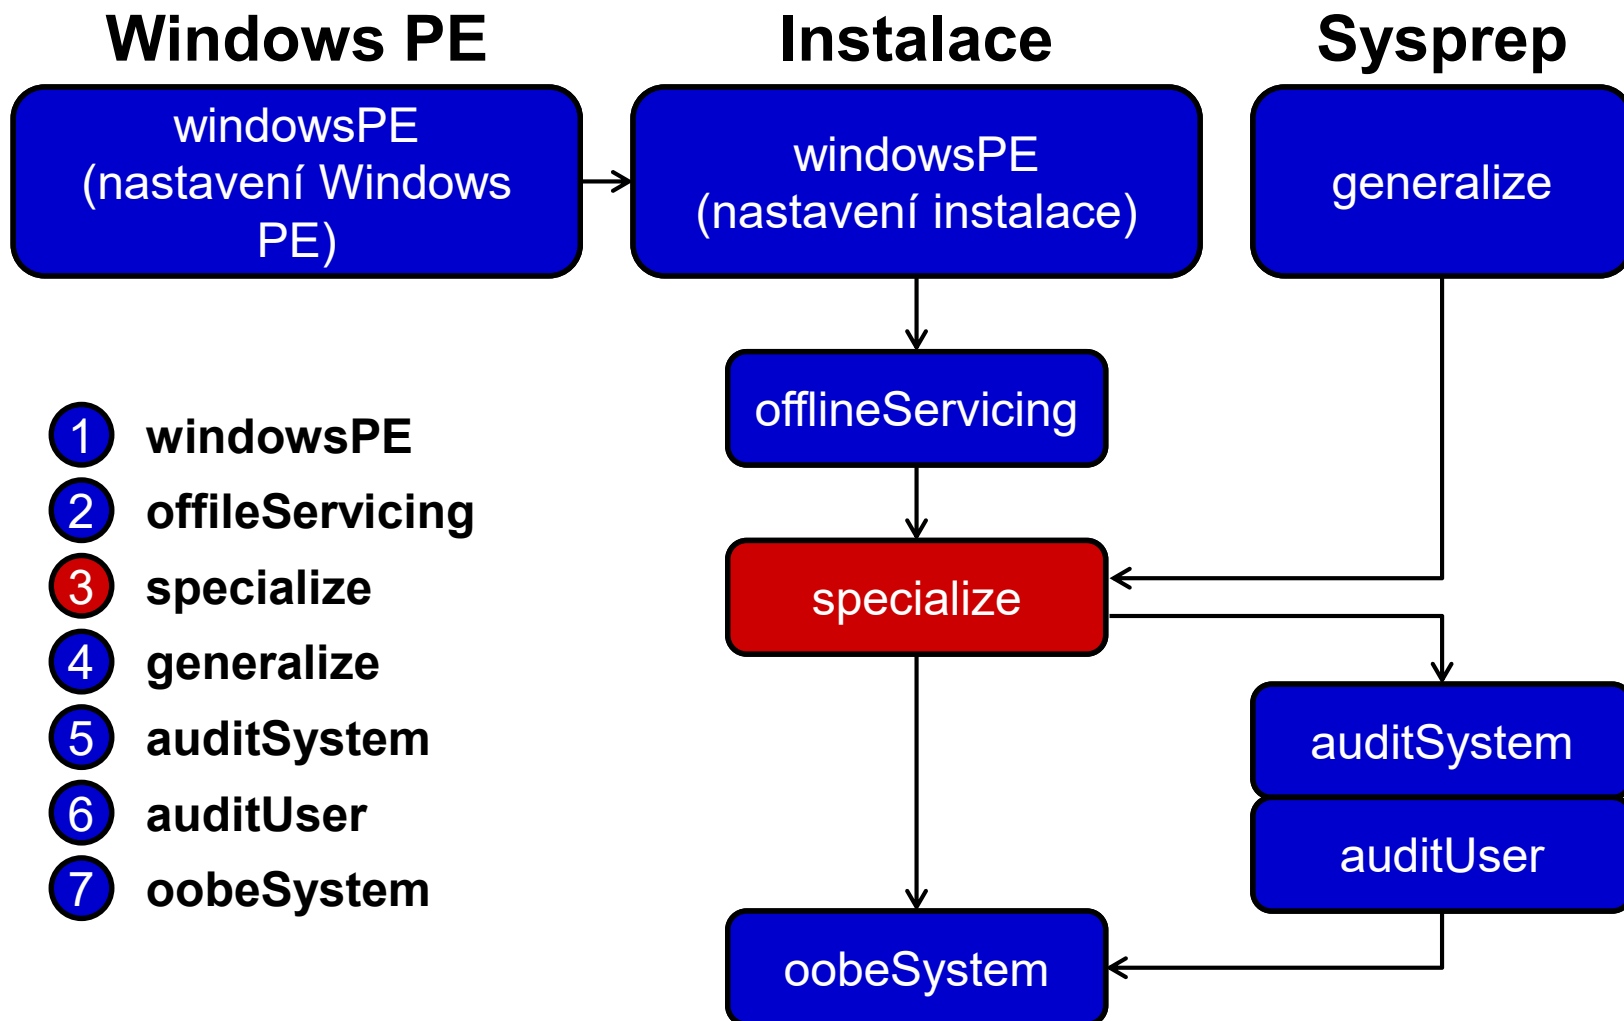 Windows PE
Instalace
Sysprep
windowsPE
(nastavení Windows
PE)
windowsPE
(nastavení instalace)
generalize
offlineServicing
1 windowsPE
2 offileServicing
3 specialize
4 generalize
5 auditSystem
6 auditUser
7 oobeSystem
specialize
auditSystem
auditUser
oobeSystem